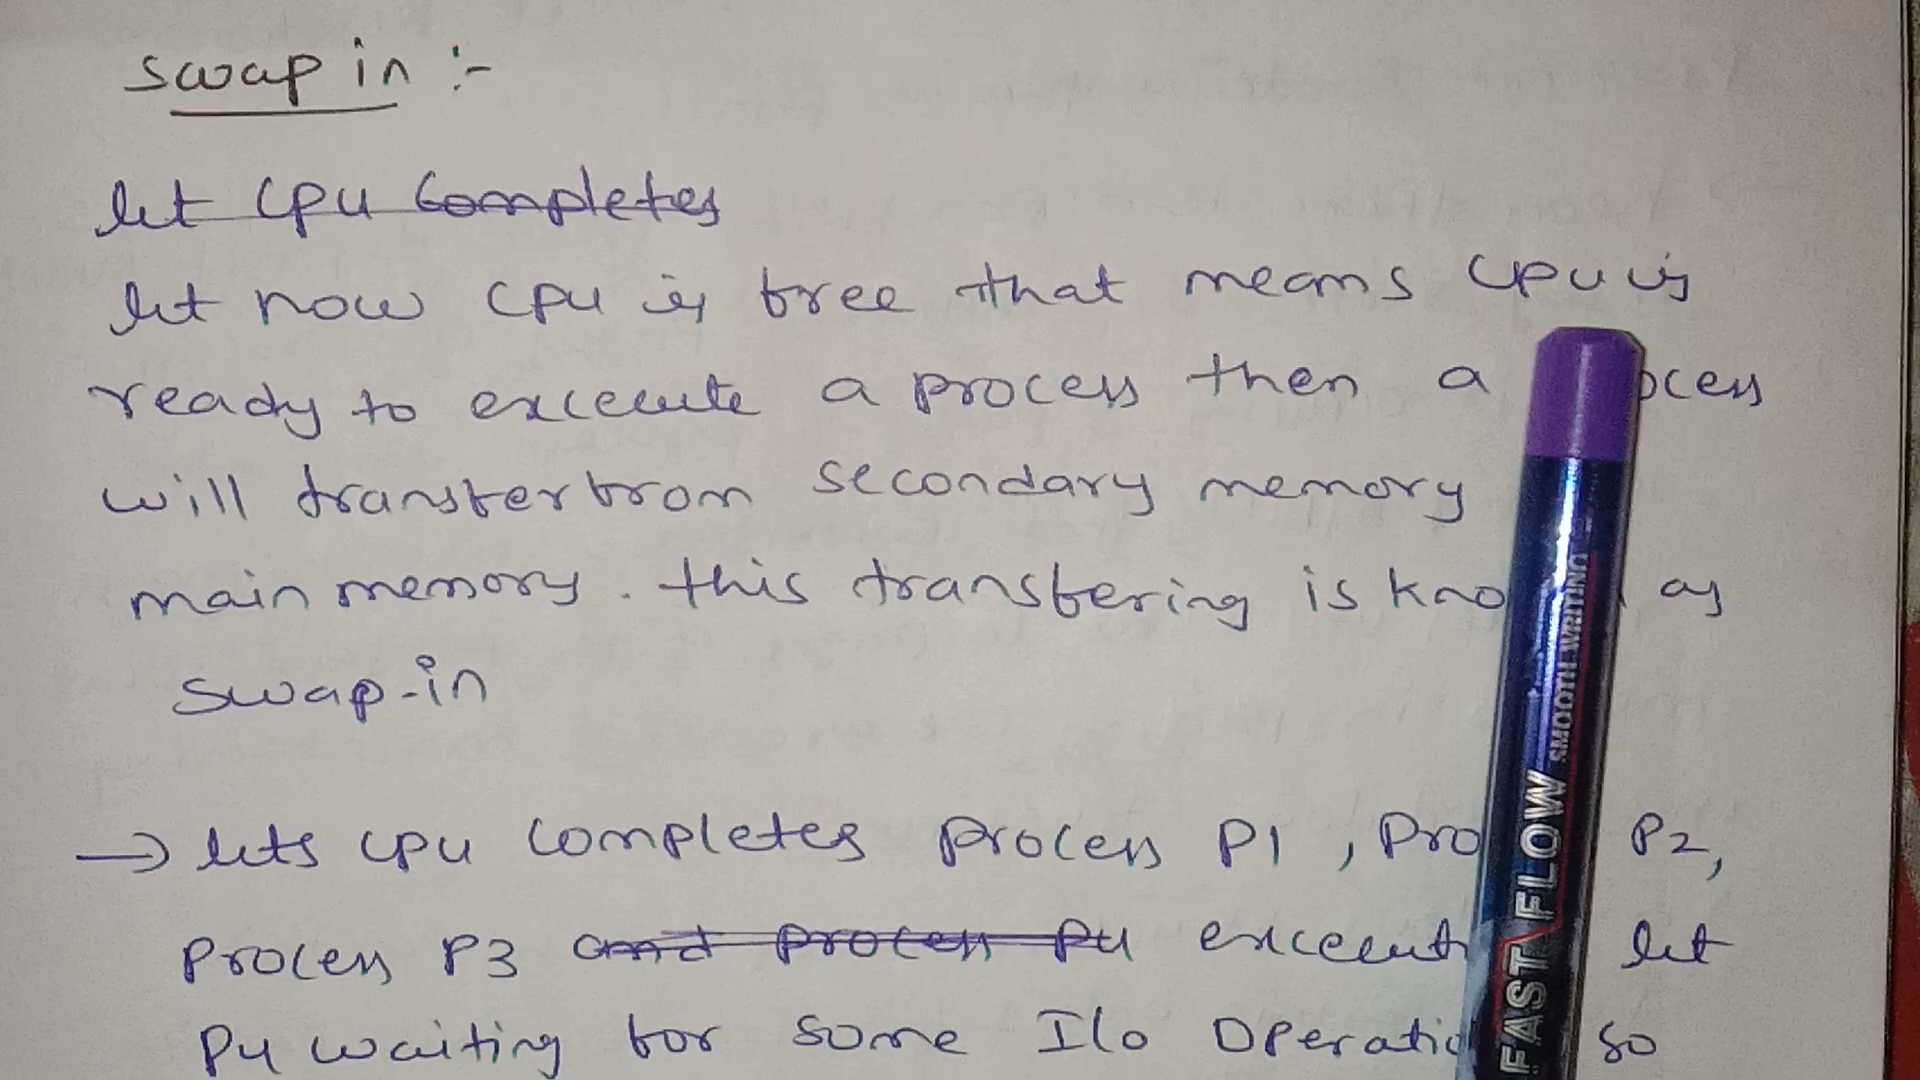 swap in :-
let CPU Completes
let now CPU is free that means CPU is
ready to excecute a process then a ocess
will transfer from secondary memory
main memory. this transfering is kno as
swap-in
→ lets CPU completes process P1, Pro P2,
process P3 and process P4 excecut let
P4 waiting for some I/o Operatio so
FAST FLOW SMOOTH WRITING